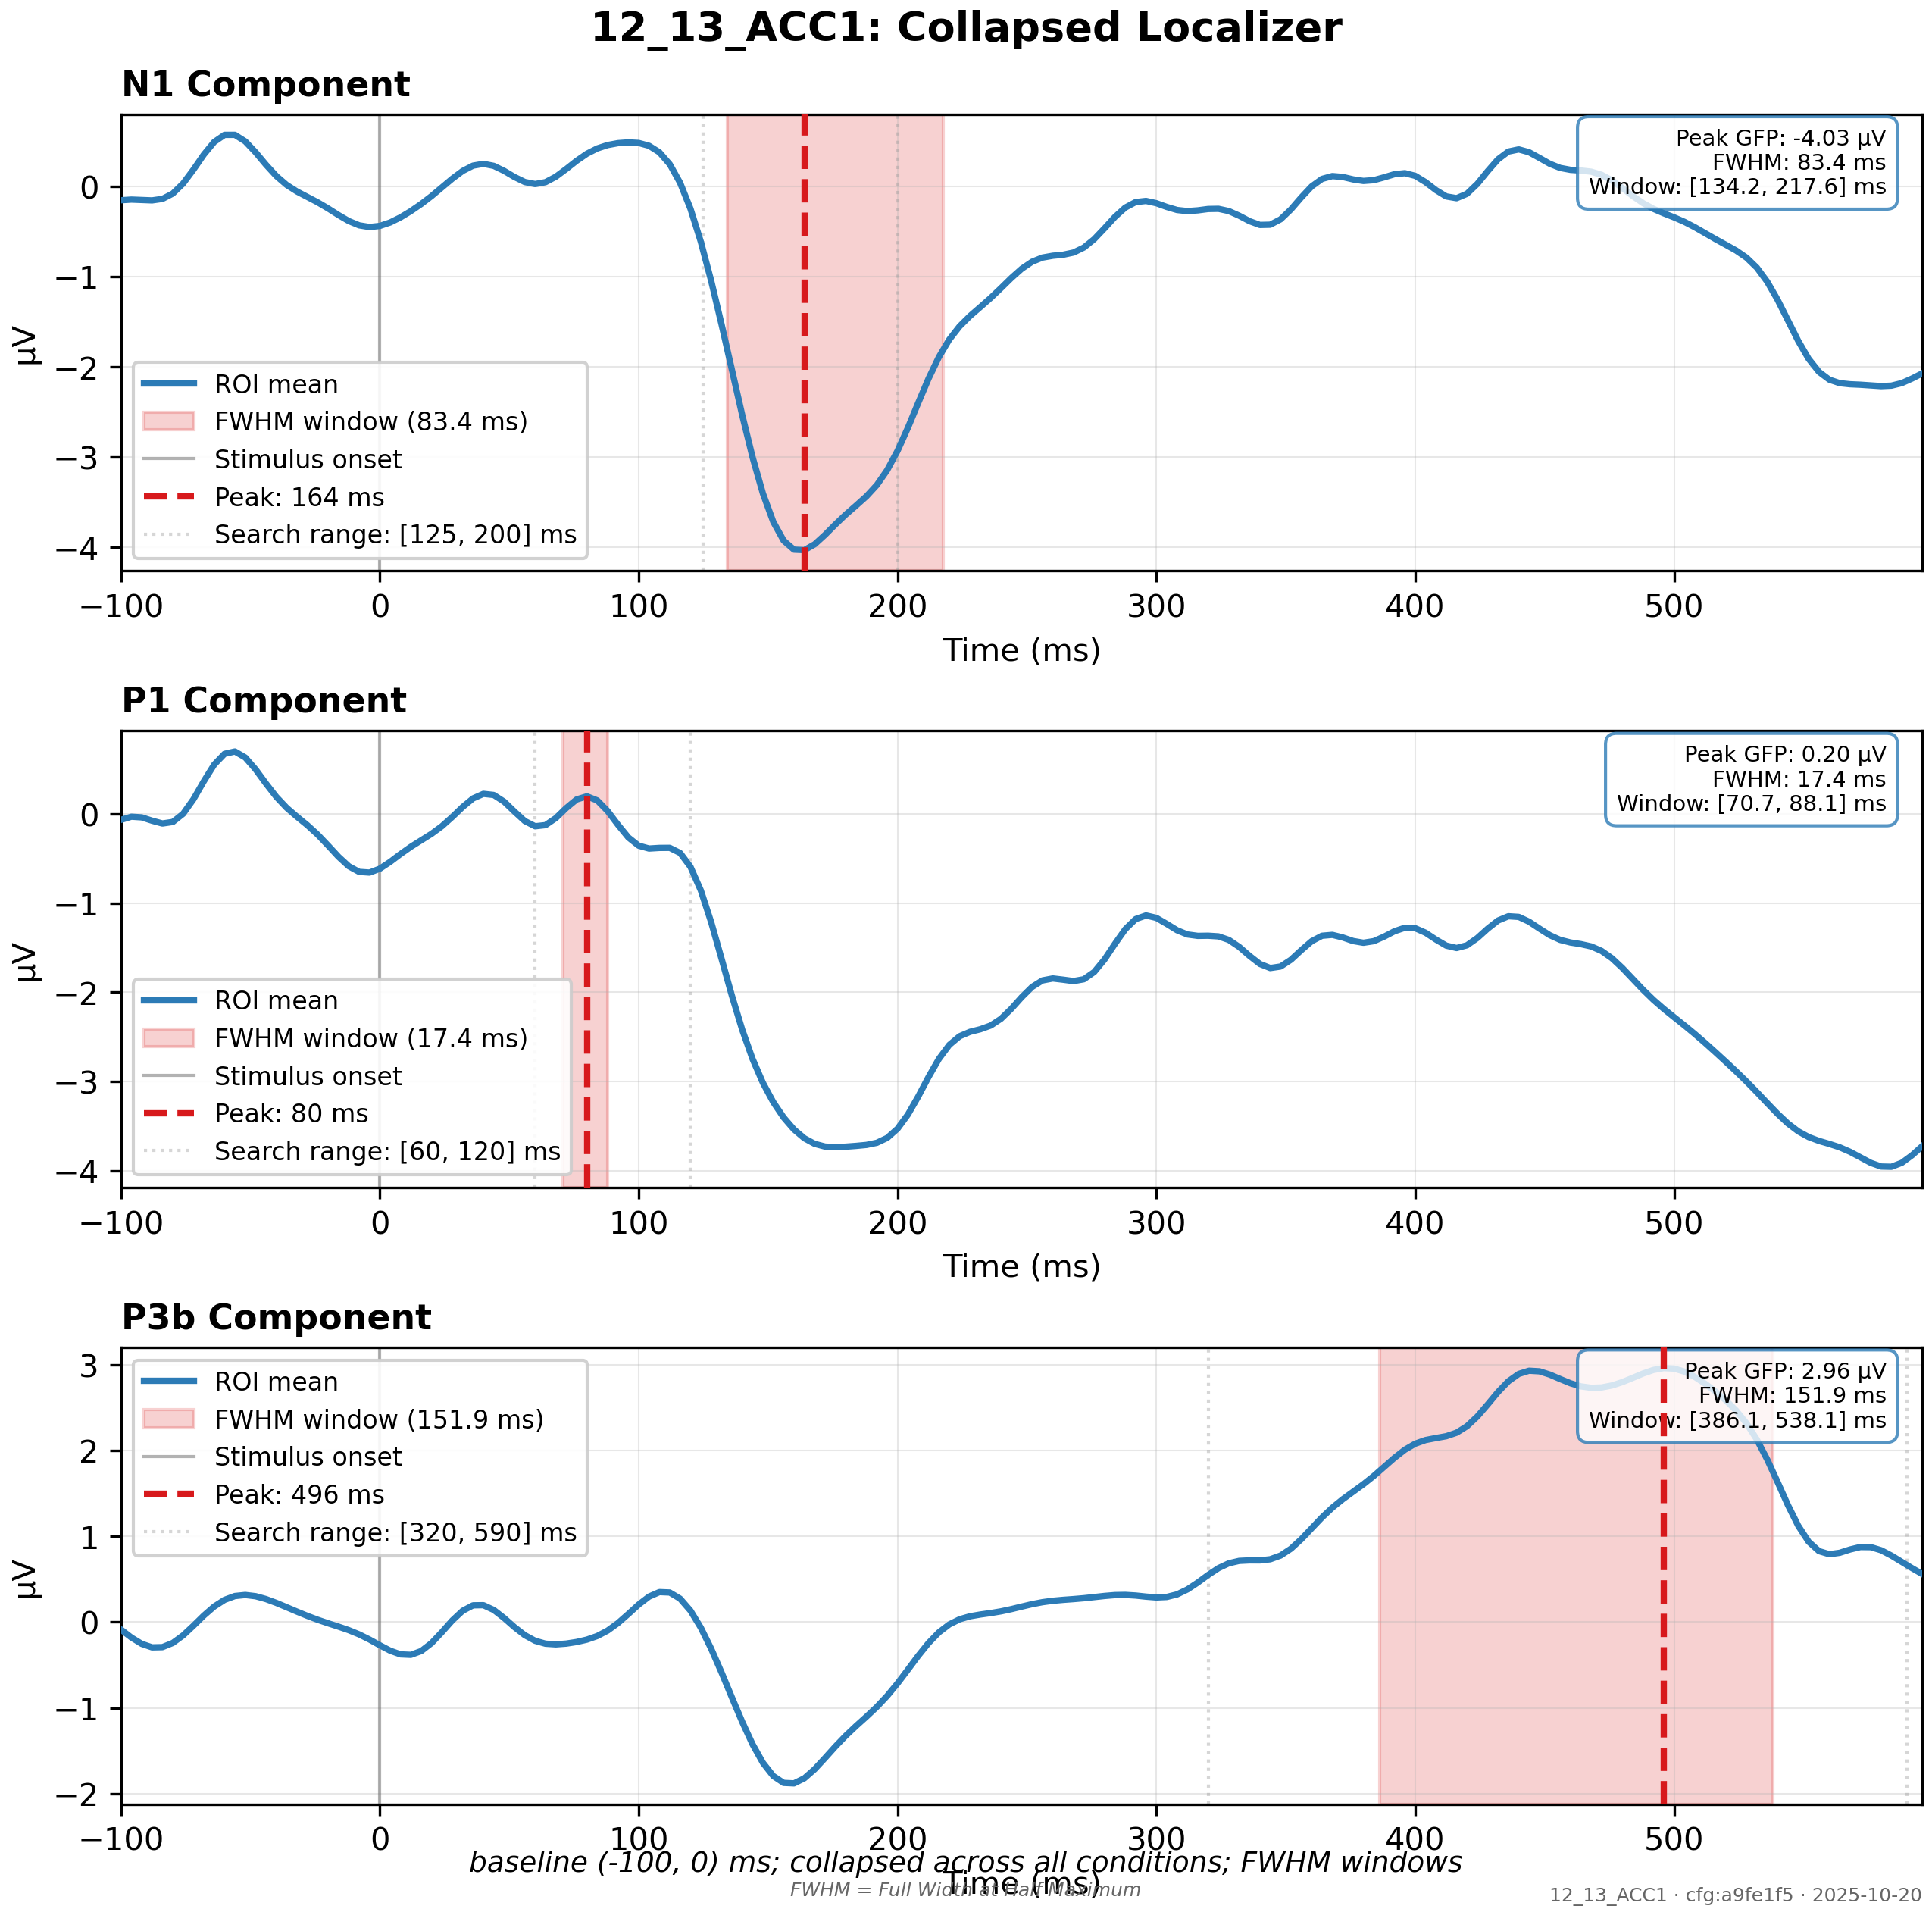 12_13_ACC1: Collapsed Localizer
N1 Component
Peak GFP: -4.03 µV
FWHM: 83.4 ms
Window: [134.2, 217.6] ms
0
−1
−2
−3
−4
µV
ROI mean
FWHM window (83.4 ms)
Stimulus onset
Peak: 164 ms
Search range: [125, 200] ms
−100 0 100 200 300 400 500
Time (ms)
P1 Component
Peak GFP: 0.20 µV
FWHM: 17.4 ms
Window: [70.7, 88.1] ms
0
−1
−2
−3
−4
µV
ROI mean
FWHM window (17.4 ms)
Stimulus onset
Peak: 80 ms
Search range: [60, 120] ms
−100 0 100 200 300 400 500
Time (ms)
P3b Component
Peak GFP: 2.96 µV
FWHM: 151.9 ms
Window: [386.1, 538.1] ms
3
2
1
0
−1
−2
µV
ROI mean
FWHM window (151.9 ms)
Stimulus onset
Peak: 496 ms
Search range: [320, 590] ms
−100 0 100 200 300 400 500
baseline (-100, 0) ms; collapsed across all conditions; FWHM windows
Time (ms)
FWHM = Full Width at Half Maximum
12_13_ACC1 · cfg:a9fe1f5 · 2025-10-20